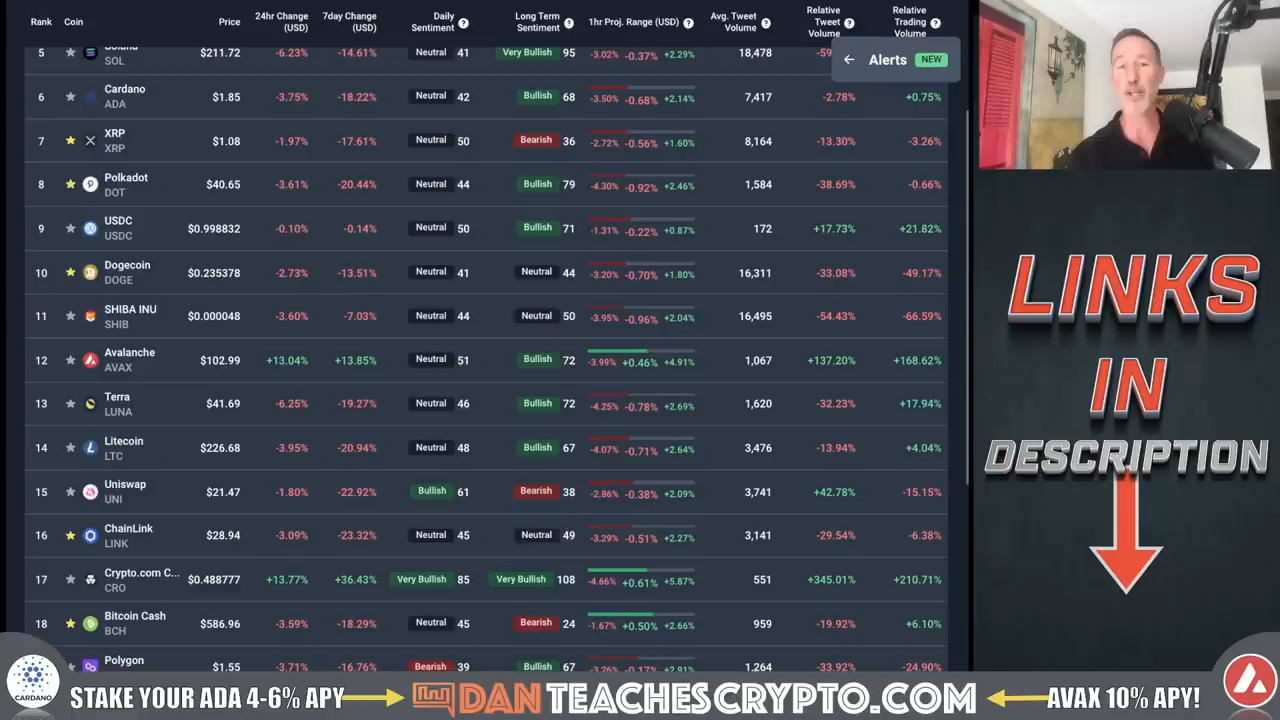 Rank Coin Price 24hr Change (USD) 7day Change (USD) Daily Sentiment ? Long Term Sentiment ? 1hr Proj. Range (USD) ? Avg. Tweet Volume ? Relative Tweet Volume ? Relative Trading Volume ?
5 Solana SOL $211.72 -6.23% -14.61% Neutral 41 Very Bullish 95 -3.02% -0.37% +2.29% 18,478 -59
← Alerts NEW
6 Cardano ADA $1.85 -3.75% -18.22% Neutral 42 Bullish 68 -3.50% -0.68% +2.14% 7,417 -2.78% +0.75%
7 XRP XRP $1.08 -1.97% -17.61% Neutral 50 Bearish 36 -2.72% -0.56% +1.60% 8,164 -13.30% -3.26%
8 Polkadot DOT $40.65 -3.61% -20.44% Neutral 44 Bullish 79 -4.30% -0.92% +2.46% 1,584 -38.69% -0.66%
9 USDC USDC $0.998832 -0.10% -0.14% Neutral 50 Bullish 71 -1.31% -0.22% +0.87% 172 +17.73% +21.82%
10 Dogecoin DOGE $0.235378 -2.73% -13.51% Neutral 41 Neutral 44 -3.20% -0.70% +1.80% 16,311 -33.08% -49.17%
11 SHIBA INU SHIB $0.000048 -3.60% -7.03% Neutral 44 Neutral 50 -3.95% -0.96% +2.04% 16,495 -54.43% -66.59%
12 Avalanche AVAX $102.99 +13.04% +13.85% Neutral 51 Bullish 72 -3.99% +0.46% +4.91% 1,067 +137.20% +168.62%
13 Terra LUNA $41.69 -6.25% -19.27% Neutral 46 Bullish 72 -4.25% -0.78% +2.69% 1,620 -32.23% +17.94%
14 Litecoin LTC $226.68 -3.95% -20.94% Neutral 48 Bullish 67 -4.07% -0.71% +2.64% 3,476 -13.94% +4.04%
15 Uniswap UNI $21.47 -1.80% -22.92% Bullish 61 Bearish 38 -2.86% -0.38% +2.09% 3,741 +42.78% -15.15%
16 ChainLink LINK $28.94 -3.09% -23.32% Neutral 45 Neutral 49 -3.29% -0.51% +2.27% 3,141 -29.54% -6.38%
17 Crypto.com C... CRO $0.488777 +13.77% +36.43% Very Bullish 85 Very Bullish 108 -4.66% +0.61% +5.87% 551 +345.01% +210.71%
18 Bitcoin Cash BCH $586.96 -3.59% -18.29% Neutral 45 Bearish 24 -1.67% +0.50% +2.66% 959 -19.92% +6.10%
Polygon $1.55 -3.71% -16.76% Bearish 39 Bullish 67 -3.26% -0.17% +2.91% 1,264 -33.92% -24.90%
LINKS
IN
DESCRIPTION
CARDANO
STAKE YOUR ADA 4-6% APY
DANTEACHESCRYPTO.COM
AVAX 10% APY!